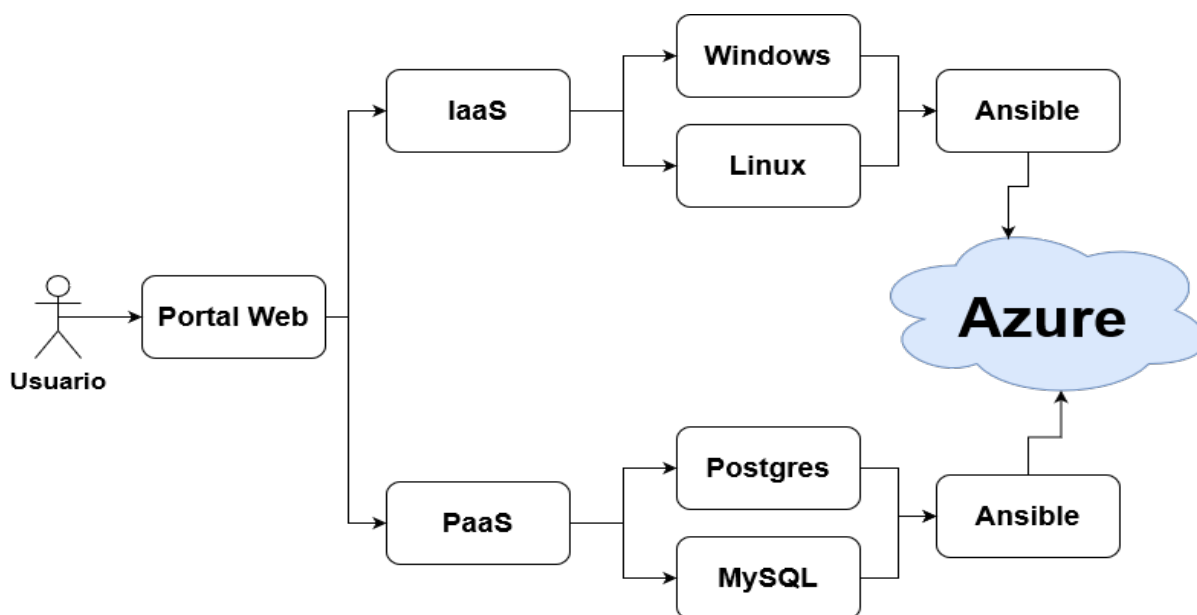 Windows
IaaS
Ansible
Linux
Portal Web
Azure
Usuario
Postgres
PaaS
Ansible
MySQL